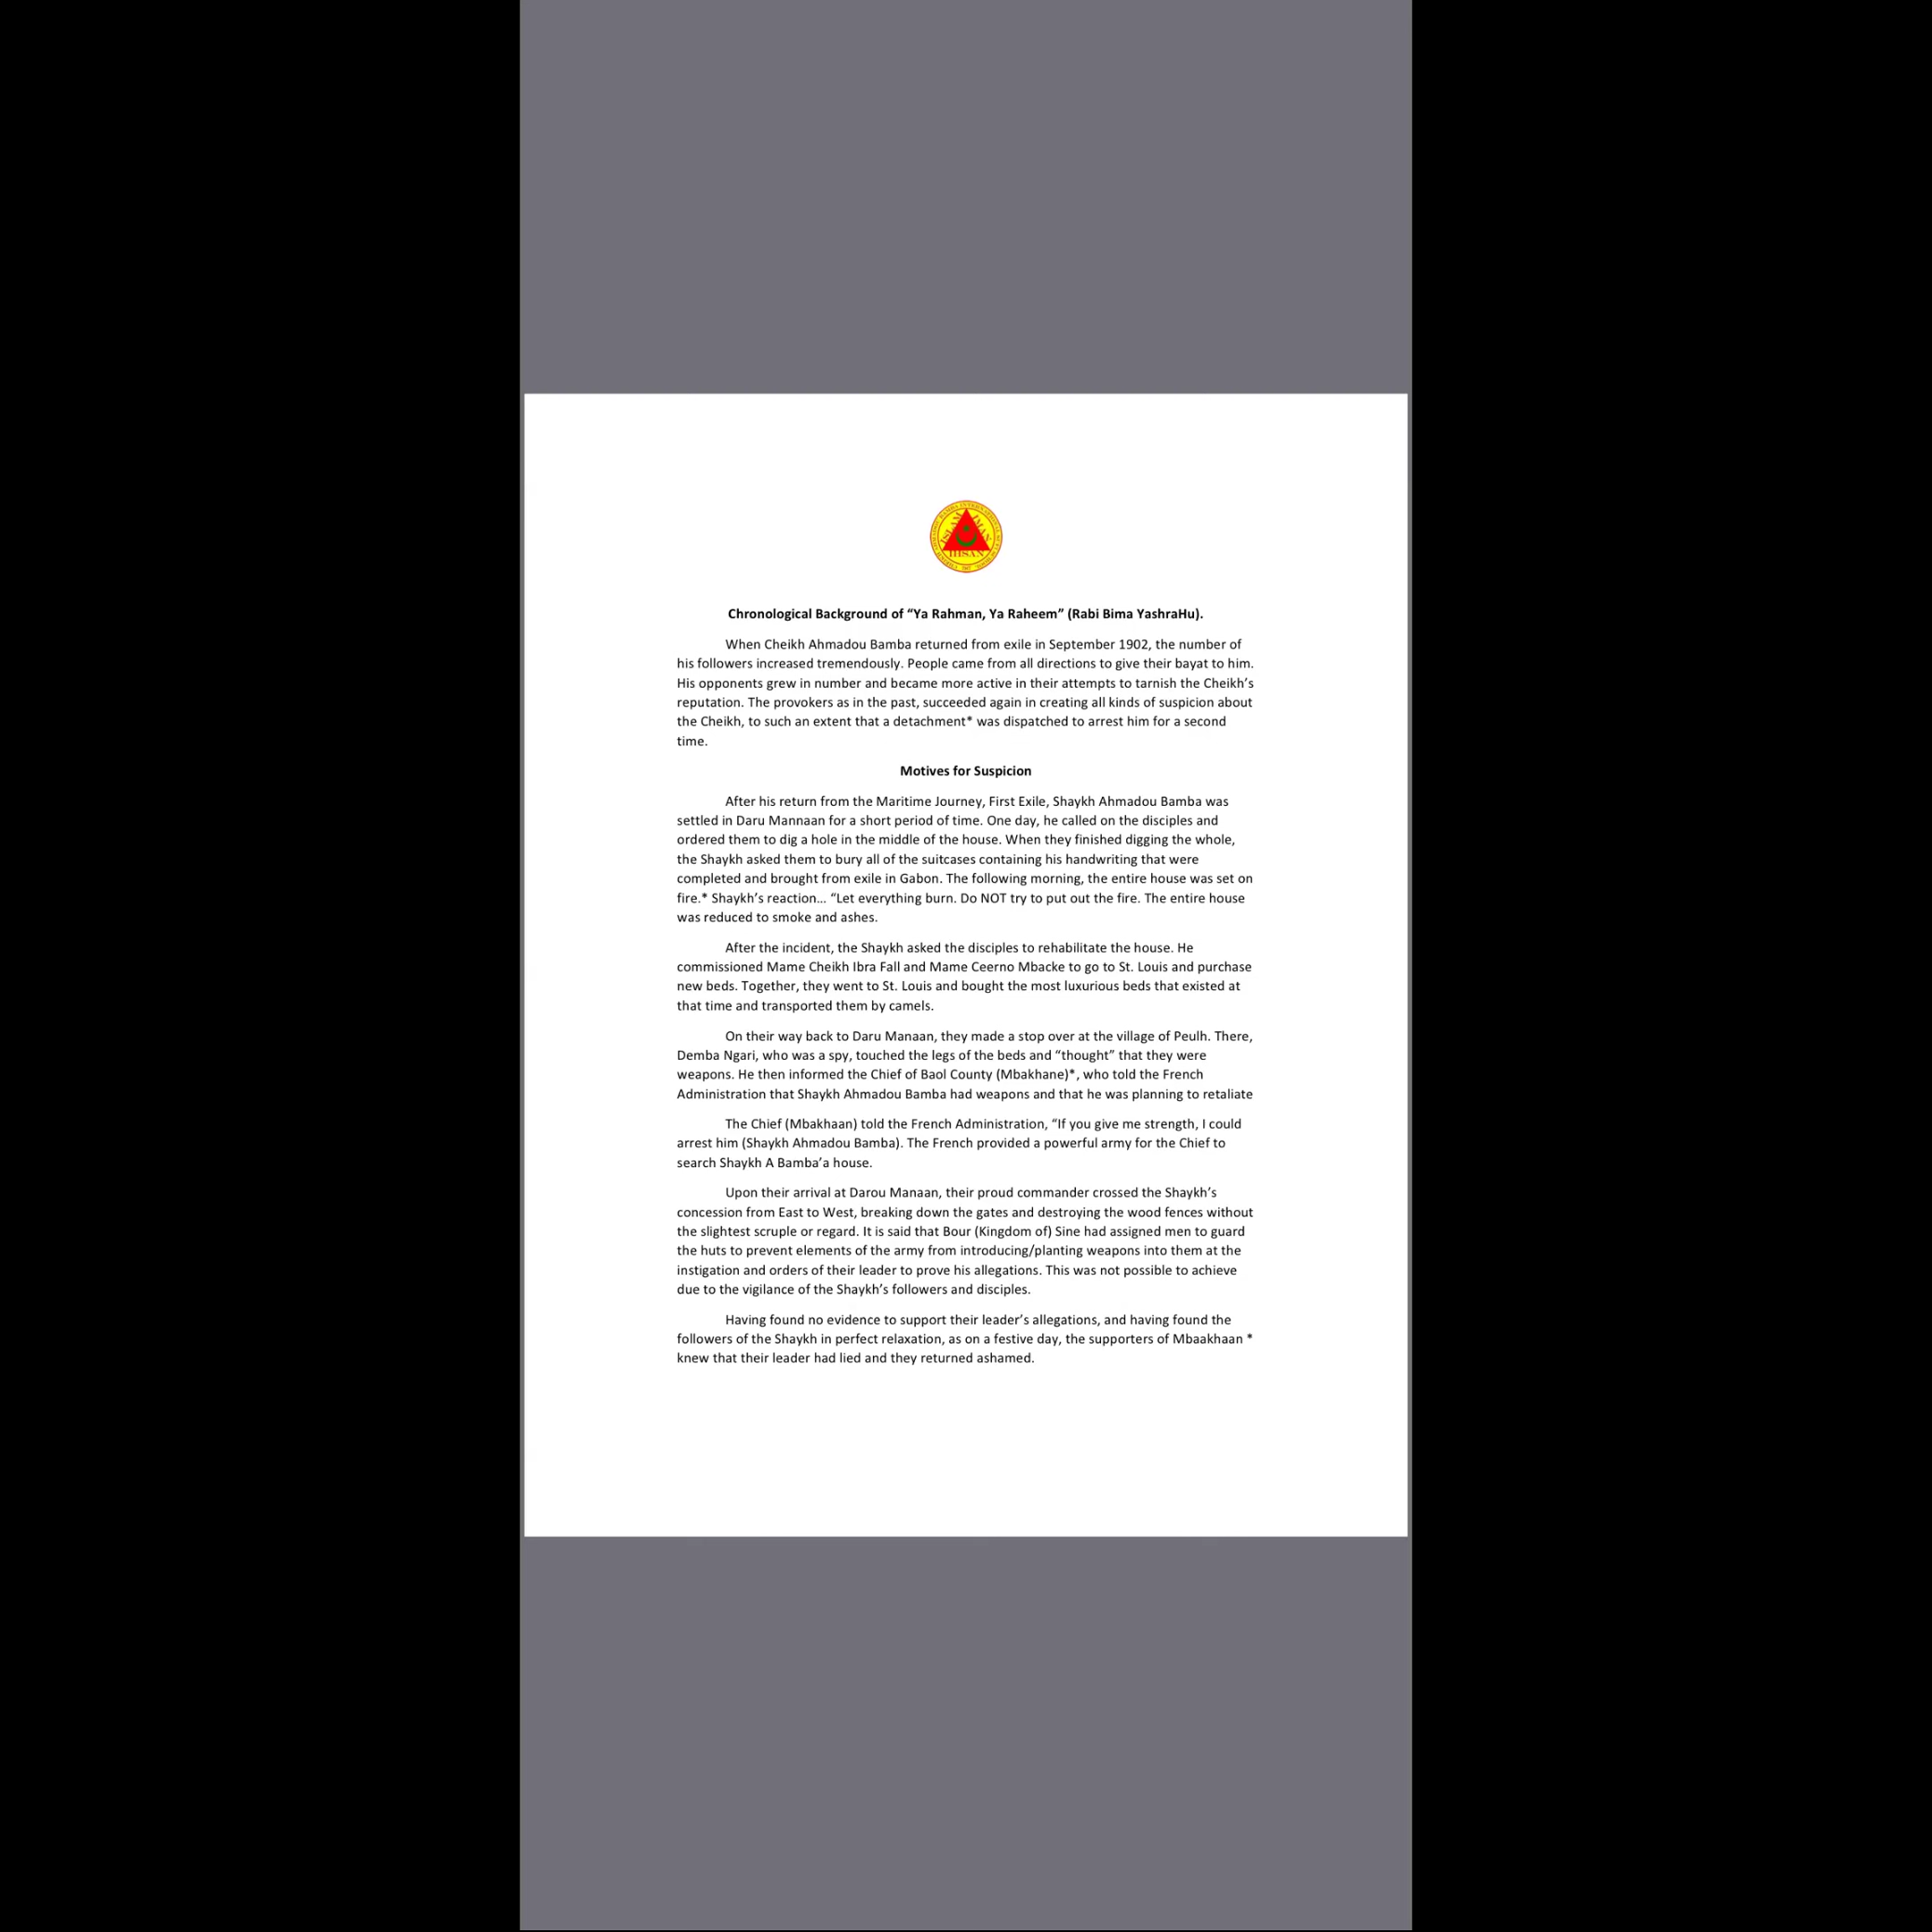 IHSAN
Chronological Background of “Ya Rahman, Ya Raheem” (Rabi Bima YashraHu).
When Cheikh Ahmadou Bamba returned from exile in September 1902, the number of
his followers increased tremendously. People came from all directions to give their bayat to him.
His opponents grew in number and became more active in their attempts to tarnish the Cheikh’s
reputation. The provokers as in the past, succeeded again in creating all kinds of suspicion about
the Cheikh, to such an extent that a detachment* was dispatched to arrest him for a second
time.
Motives for Suspicion
After his return from the Maritime Journey, First Exile, Shaykh Ahmadou Bamba was
settled in Daru Mannaan for a short period of time. One day, he called on the disciples and
ordered them to dig a hole in the middle of the house. When they finished digging the whole,
the Shaykh asked them to bury all of the suitcases containing his handwriting that were
completed and brought from exile in Gabon. The following morning, the entire house was set on
fire.* Shaykh’s reaction… “Let everything burn. Do NOT try to put out the fire. The entire house
was reduced to smoke and ashes.
After the incident, the Shaykh asked the disciples to rehabilitate the house. He
commissioned Mame Cheikh Ibra Fall and Mame Ceerno Mbacke to go to St. Louis and purchase
new beds. Together, they went to St. Louis and bought the most luxurious beds that existed at
that time and transported them by camels.
On their way back to Daru Manaan, they made a stop over at the village of Peulh. There,
Demba Ngari, who was a spy, touched the legs of the beds and “thought” that they were
weapons. He then informed the Chief of Baol County (Mbakhane)*, who told the French
Administration that Shaykh Ahmadou Bamba had weapons and that he was planning to retaliate
The Chief (Mbakhaan) told the French Administration, “If you give me strength, I could
arrest him (Shaykh Ahmadou Bamba). The French provided a powerful army for the Chief to
search Shaykh A Bamba’a house.
Upon their arrival at Darou Manaan, their proud commander crossed the Shaykh’s
concession from East to West, breaking down the gates and destroying the wood fences without
the slightest scruple or regard. It is said that Bour (Kingdom of) Sine had assigned men to guard
the huts to prevent elements of the army from introducing/planting weapons into them at the
instigation and orders of their leader to prove his allegations. This was not possible to achieve
due to the vigilance of the Shaykh’s followers and disciples.
Having found no evidence to support their leader’s allegations, and having found the
followers of the Shaykh in perfect relaxation, as on a festive day, the supporters of Mbaakhaan *
knew that their leader had lied and they returned ashamed.